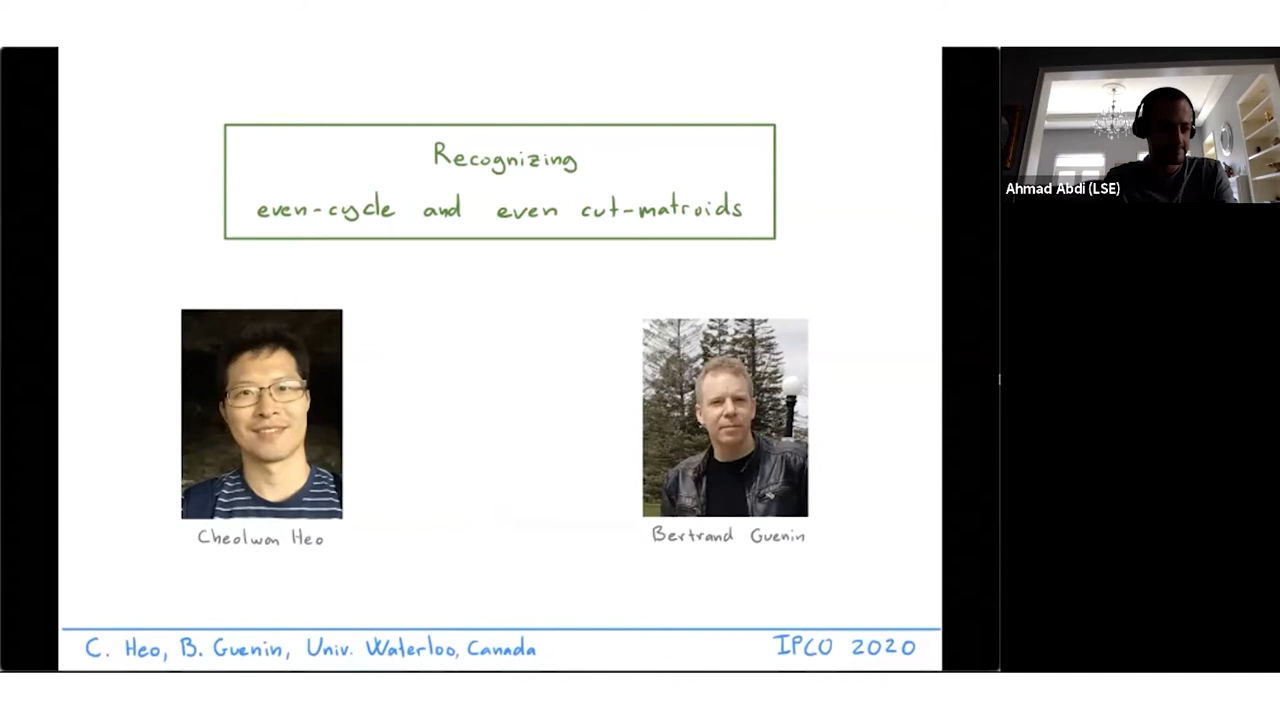 Recognizing
even-cycle and even cut-matroids
Ahmad Abdi (LSE)
Cheolwon Heo
Bertrand Guenin
C. Heo, B. Guenin, Univ. Waterloo, Canada
IPCO 2020